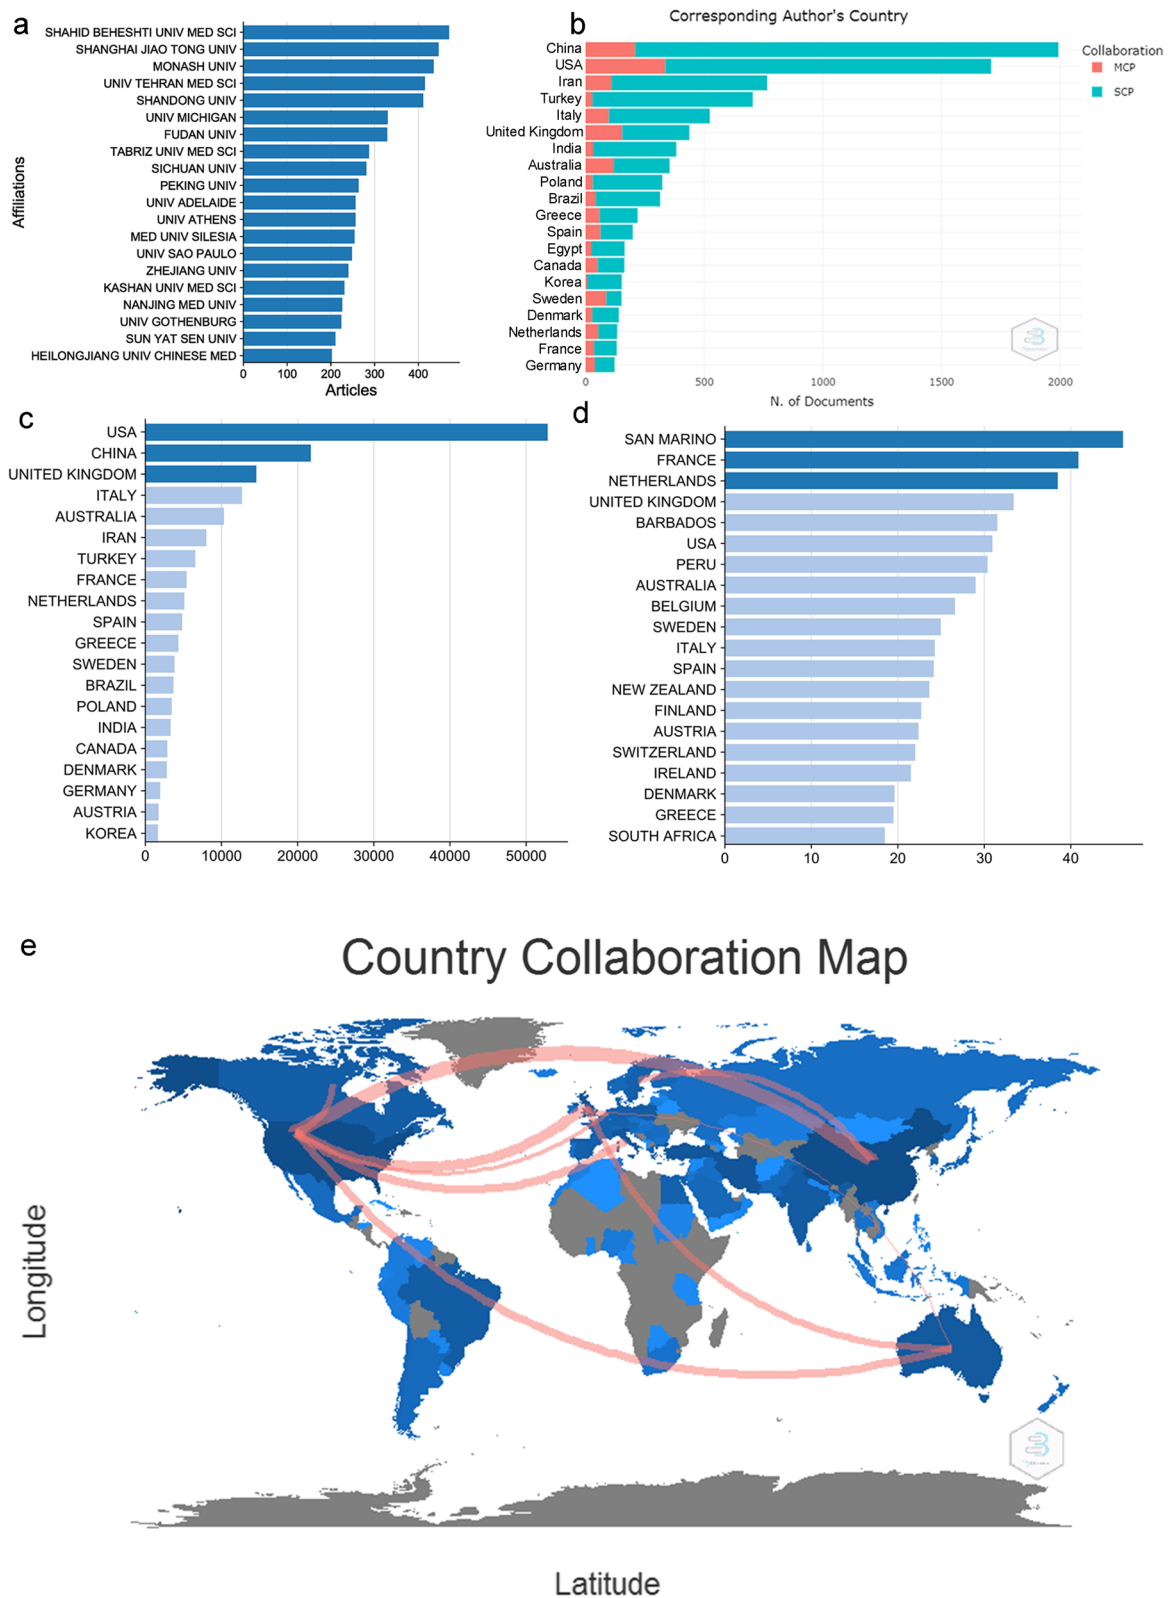 a
SHAHID BEHESHTI UNIV MED SCI
SHANGHAI JIAO TONG UNIV
MONASH UNIV
UNIV TEHRAN MED SCI
SHANDONG UNIV
UNIV MICHIGAN
FUDAN UNIV
TABRIZ UNIV MED SCI
SICHUAN UNIV
PEKING UNIV
UNIV ADELAIDE
UNIV ATHENS
MED UNIV SILESIA
UNIV SAO PAULO
ZHEJIANG UNIV
KASHAN UNIV MED SCI
NANJING MED UNIV
UNIV GOTHENBURG
SUN YAT SEN UNIV
HEILONGJIANG UNIV CHINESE MED
Affiliations
0 100 200 300 400
Articles
b
Corresponding Author's Country
China
USA
Iran
Turkey
Italy
United Kingdom
India
Australia
Poland
Brazil
Greece
Spain
Egypt
Canada
Korea
Sweden
Denmark
Netherlands
France
Germany
0 500 1000 1500 2000
N. of Documents
Collaboration
MCP
SCP
c
USA
CHINA
UNITED KINGDOM
ITALY
AUSTRALIA
IRAN
TURKEY
FRANCE
NETHERLANDS
SPAIN
GREECE
SWEDEN
BRAZIL
POLAND
INDIA
CANADA
DENMARK
GERMANY
AUSTRIA
KOREA
0 10000 20000 30000 40000 50000
d
SAN MARINO
FRANCE
NETHERLANDS
UNITED KINGDOM
BARBADOS
USA
PERU
AUSTRALIA
BELGIUM
SWEDEN
ITALY
SPAIN
NEW ZEALAND
FINLAND
AUSTRIA
SWITZERLAND
IRELAND
DENMARK
GREECE
SOUTH AFRICA
0 10 20 30 40
e
Country Collaboration Map
Longitude
Latitude